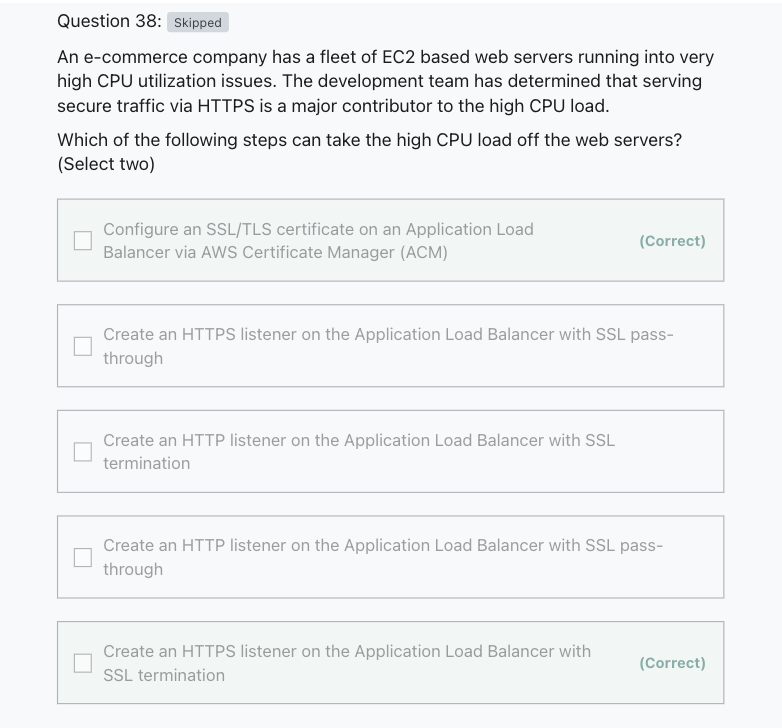 Question 38: Skipped
An e-commerce company has a fleet of EC2 based web servers running into very
high CPU utilization issues. The development team has determined that serving
secure traffic via HTTPS is a major contributor to the high CPU load.
Which of the following steps can take the high CPU load off the web servers?
(Select two)
Configure an SSL/TLS certificate on an Application Load
Balancer via AWS Certificate Manager (ACM)
(Correct)
Create an HTTPS listener on the Application Load Balancer with SSL pass-
through
Create an HTTP listener on the Application Load Balancer with SSL
termination
Create an HTTP listener on the Application Load Balancer with SSL pass-
through
Create an HTTPS listener on the Application Load Balancer with
SSL termination
(Correct)